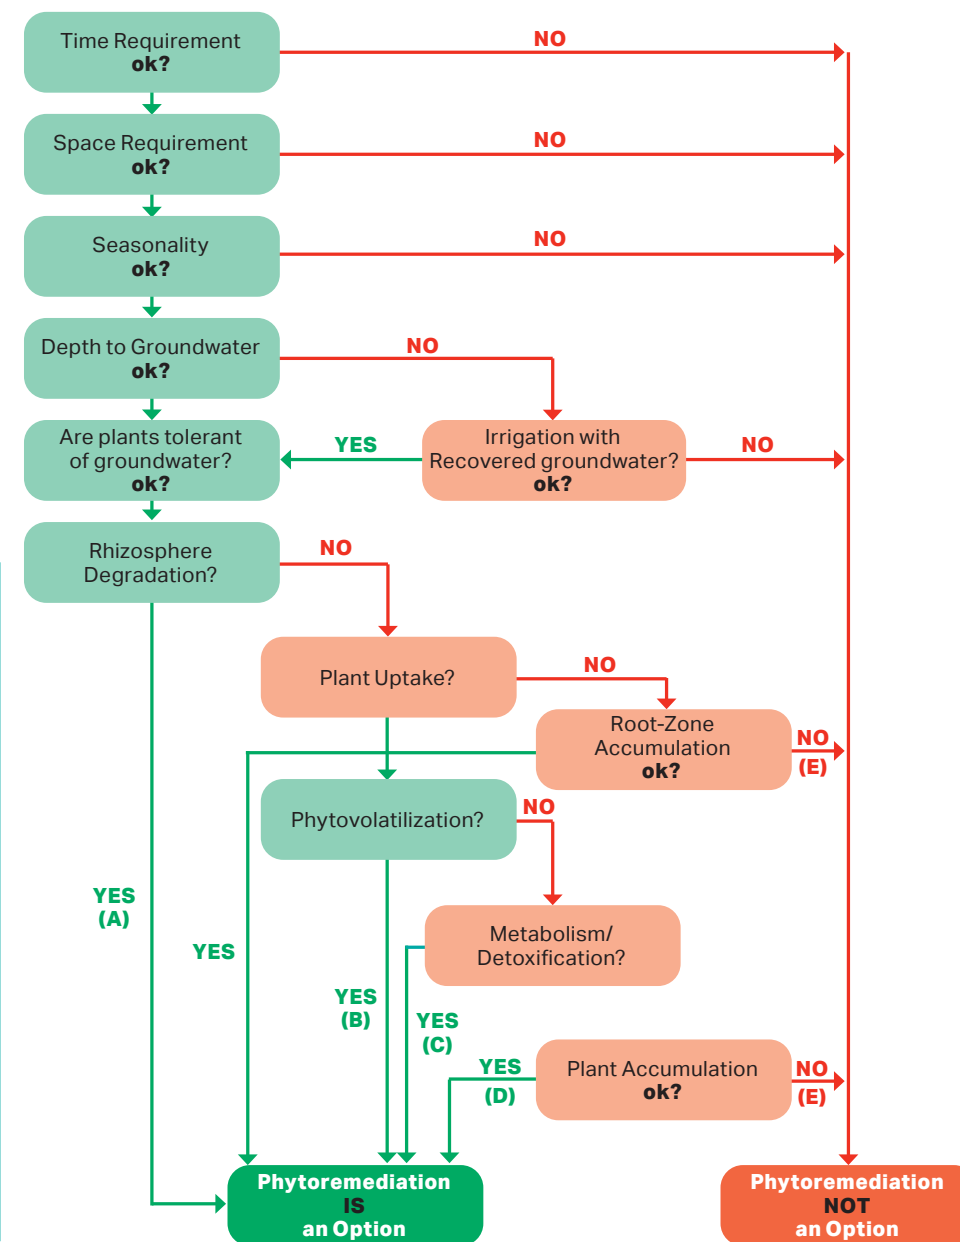 Time Requirement
ok?
NO
Space Requirement
ok?
NO
Seasonality
ok?
NO
Depth to Groundwater
ok?
NO
Are plants tolerant
of groundwater?
ok?
YES
Irrigation with
Recovered groundwater?
ok?
NO
Rhizosphere
Degradation?
NO
Plant Uptake?
NO
Root-Zone
Accumulation
ok?
NO
(E)
Phytovolatilization?
NO
YES
(A)
YES
Metabolism/
Detoxification?
YES
(B)
YES
(C)
YES
(D)
Plant Accumulation
ok?
NO
(E)
Phytoremediation
IS
an Option
Phytoremediation
NOT
an Option